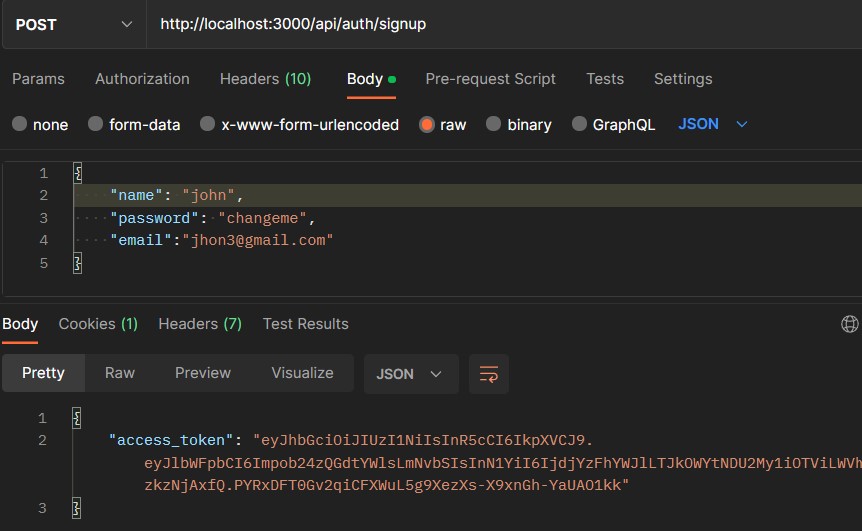 POST http://localhost:3000/api/auth/signup
Params Authorization Headers (10) Body Pre-request Script Tests Settings
none form-data x-www-form-urlencoded raw binary GraphQL JSON
1 {
2 "name": "john",
3 "password": "changeme",
4 "email":"jhon3@gmail.com"
5 }
Body Cookies (1) Headers (7) Test Results
Pretty Raw Preview Visualize JSON
1 {
2 "access_token": "eyJhbGciOiJIUzI1NiIsInR5cCI6IkpXVCJ9.
eyJlbWFpbCI6Impob24zQGdtYWlsLmNvbSIsInN1YiI6IjdjYzFhYWJlLTJkOWYtNDU2My1iOTViLWVh
zkzNjAxfQ.PYRxDFT0Gv2qiCFXWuL5g9XezXs-X9xnGh-YaUAO1kk"
3 }